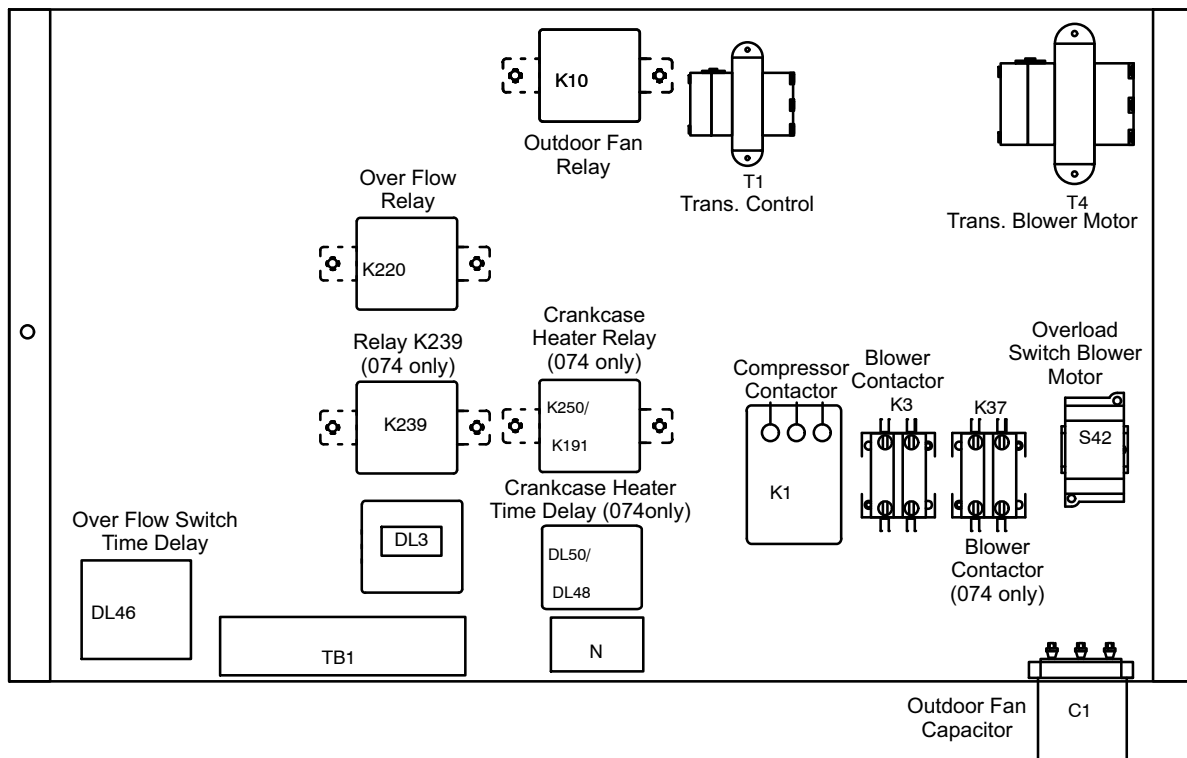 K10
Outdoor Fan
Relay
T1
Trans. Control
T4
Trans. Blower Motor
Over Flow
Relay
K220
Relay K239
(074 only)
K239
Crankcase
Heater Relay
(074 only)
K250/
K191
Compressor
Contactor
K1
Blower
Contactor
K3
K37
Blower
Contactor
(074 only)
Overload
Switch Blower
Motor
S42
Over Flow Switch
Time Delay
DL46
DL3
Crankcase Heater
Time Delay (074only)
DL50/
DL48
TB1
N
Outdoor Fan
Capacitor
C1